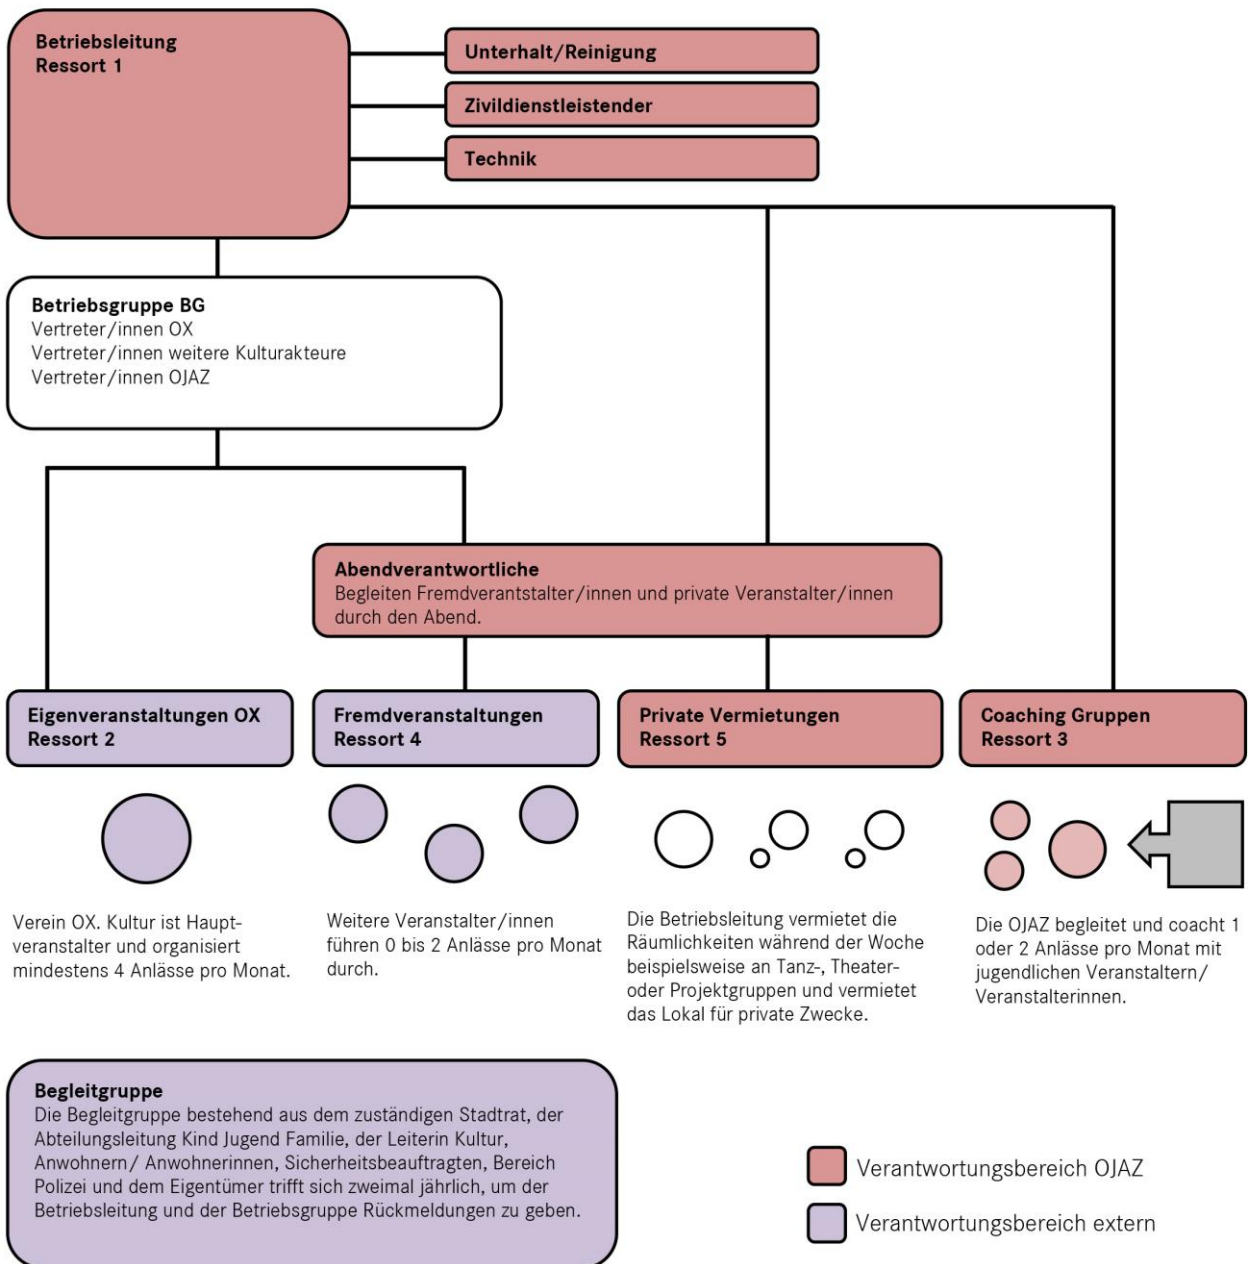 Betriebsleitung
Ressort 1
Unterhalt/Reinigung
Zivildienstleistender
Technik
Betriebsgruppe BG
Vertreter/innen OX
Vertreter/innen weitere Kulturakteure
Vertreter/innen OJAZ
Abendverantwortliche
Begleiten Fremdverantstalter/innen und private Veranstalter/innen
durch den Abend.
Eigenveranstaltungen OX
Ressort 2
Fremdveranstaltungen
Ressort 4
Private Vermietungen
Ressort 5
Coaching Gruppen
Ressort 3
Verein OX. Kultur ist Haupt-
veranstalter und organisiert
mindestens 4 Anlässe pro Monat.
Weitere Veranstalter/innen
führen 0 bis 2 Anlässe pro Monat
durch.
Die Betriebsleitung vermietet die
Räumlichkeiten während der Woche
beispielsweise an Tanz-, Theater-
oder Projektgruppen und vermietet
das Lokal für private Zwecke.
Die OJAZ begleitet und coacht 1
oder 2 Anlässe pro Monat mit
jugendlichen Veranstaltern/
Veranstalterinnen.
Begleitgruppe
Die Begleitgruppe bestehend aus dem zuständigen Stadtrat, der
Abteilungsleitung Kind Jugend Familie, der Leiterin Kultur,
Anwohnern/ Anwohnerinnen, Sicherheitsbeauftragten, Bereich
Polizei und dem Eigentümer trifft sich zweimal jährlich, um der
Betriebsleitung und der Betriebsgruppe Rückmeldungen zu geben.
Verantwortungsbereich OJAZ
Verantwortungsbereich extern